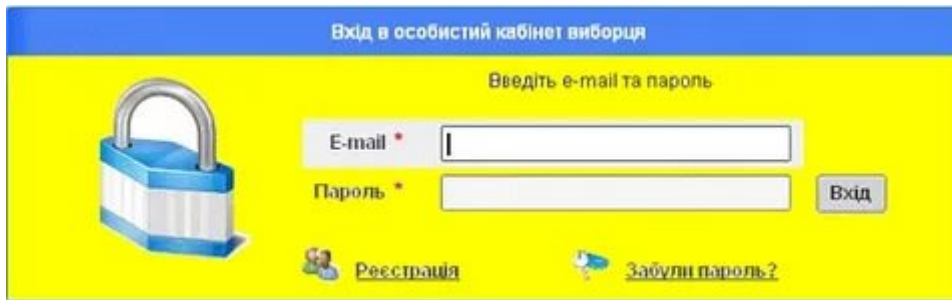 Вхід в особистий кабінет виборця
Введіть e-mail та пароль
E-mail *
Пароль *
Вхід
Реєстрація
Забули пароль?